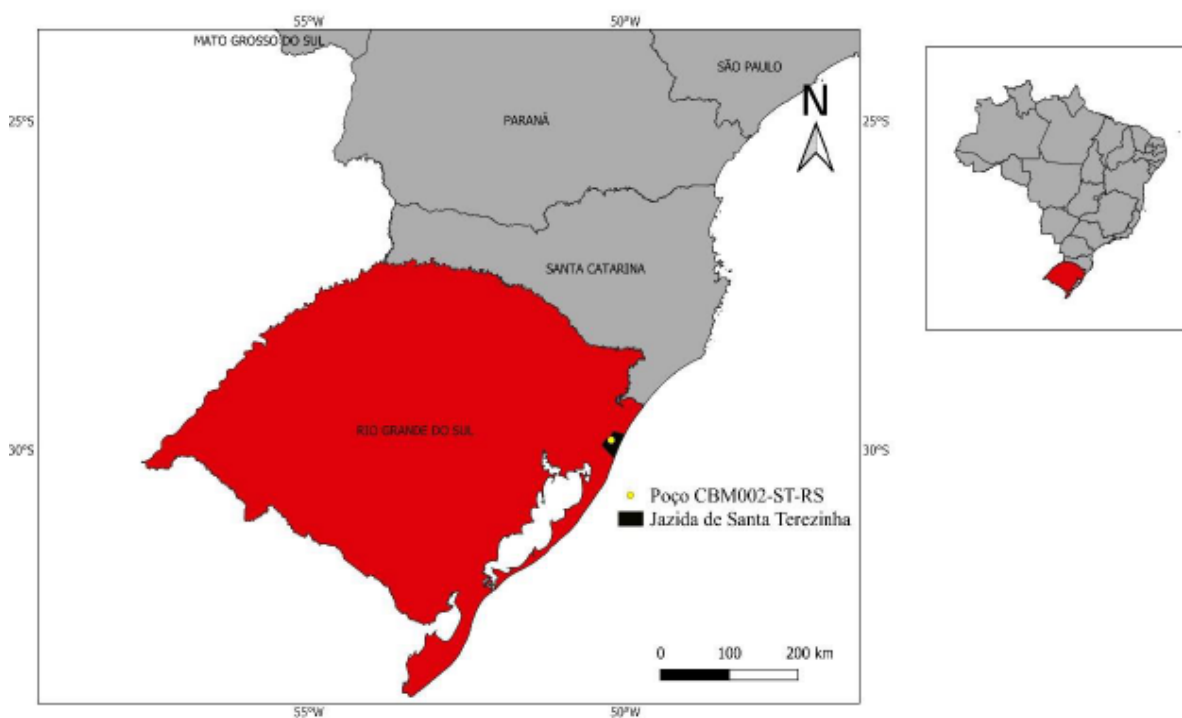 55°W 50°W
MATO GROSSO DO SUL
SÃO PAULO
N
25°S 25°S
PARANÃ
SANTA CATARINA
RIO GRANDE DO SUL
30°S 30°S
Poço CBM002-ST-RS
Jazida de Santa Terezinha
0 100 200 km
55°W 50°W